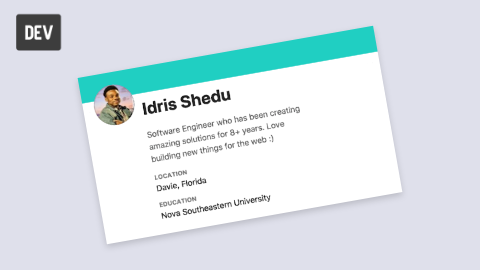 DEV
Idris Shedu
Software Engineer who has been creating
amazing solutions for 8+ years. Love
building new things for the web :)
LOCATION
Davie, Florida
EDUCATION
Nova Southeastern University